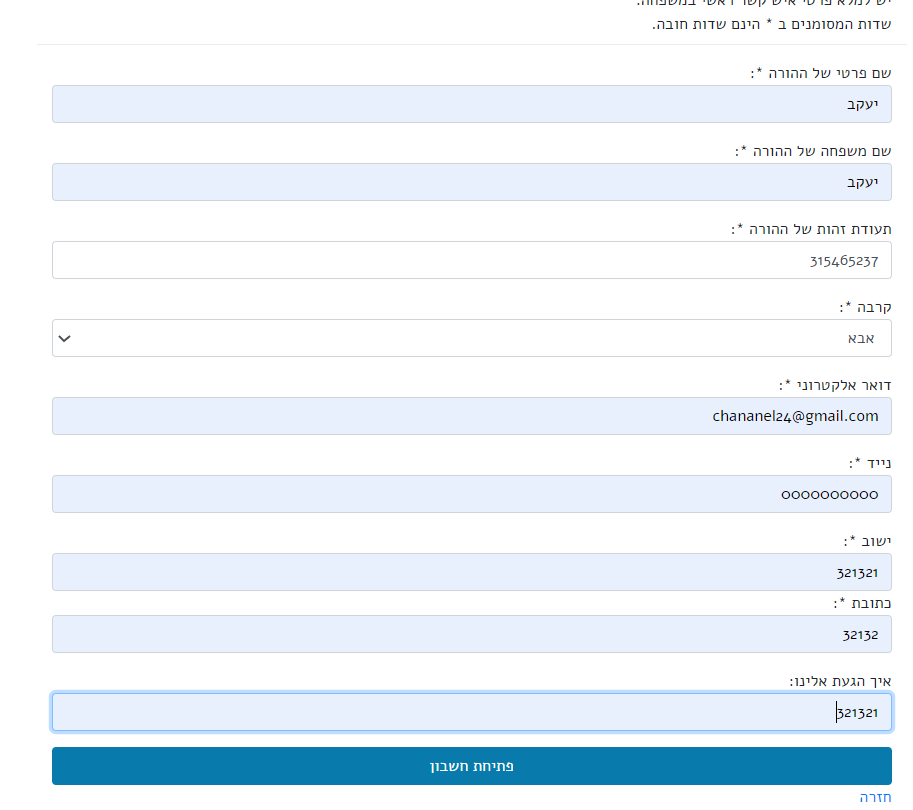 יש למלא פרטי איש קשר ראשי במשפחה.
שדות המסומנים ב * הינם שדות חובה.
שם פרטי של ההורה *:
יעקב
שם משפחה של ההורה *:
יעקב
תעודת זהות של ההורה *:
315465237
קרבה *:
אבא
דואר אלקטרוני *:
chananel24@gmail.com
נייד *:
0000000000
ישוב *:
321321
כתובת *:
32132
איך הגעת אלינו:
321321
פתיחת חשבון
חזרה